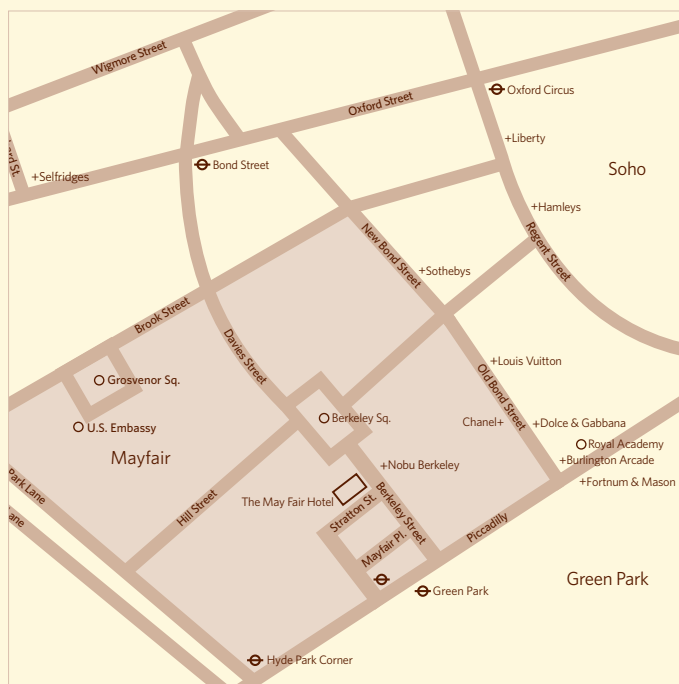 Wigmore Street
Oxford Street
Oxford Circus
+Liberty
Bond Street
+Selfridges
Soho
+Hamleys
Regent Street
New Bond Street
+Sothebys
Brook Street
Davies Street
+Louis Vuitton
Old Bond Street
Grosvenor Sq.
Berkeley Sq.
Chanel+
+Dolce & Gabbana
U.S. Embassy
Royal Academy
Mayfair
+Burlington Arcade
+Nobu Berkeley
+Fortnum & Mason
Park Lane
Hill Street
The May Fair Hotel
Stratton St.
Berkeley Street
Piccadilly
Mayfair Pl.
Green Park
Green Park
Hyde Park Corner